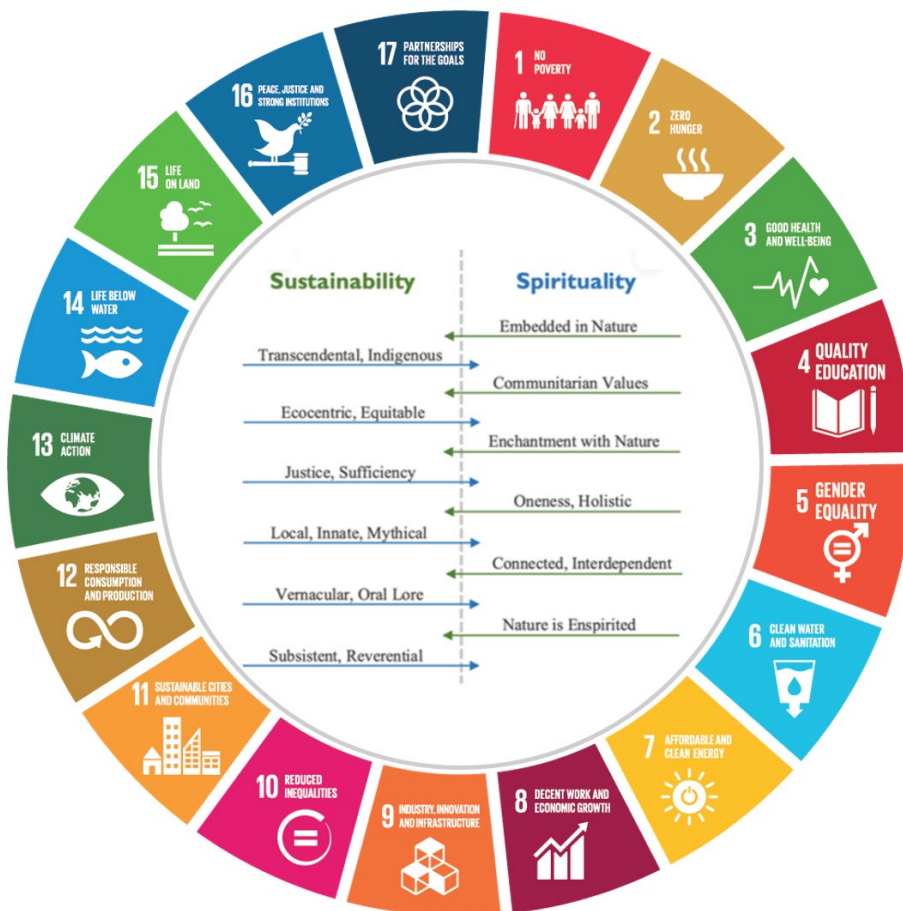 17 PARTNERSHIPS
FOR THE GOALS
1 NO
POVERTY
2 ZERO
HUNGER
3 GOOD HEALTH
AND WELL-BEING
4 QUALITY
EDUCATION
5 GENDER
EQUALITY
6 CLEAN WATER
AND SANITATION
7 AFFORDABLE AND
CLEAN ENERGY
8 DECENT WORK AND
ECONOMIC GROWTH
9 INDUSTRY, INNOVATION
AND INFRASTRUCTURE
10 REDUCED
INEQUALITIES
11 SUSTAINABLE CITIES
AND COMMUNITIES
12 RESPONSIBLE
CONSUMPTION
AND PRODUCTION
13 CLIMATE
ACTION
14 LIFE BELOW
WATER
15 LIFE
ON LAND
16 PEACE, JUSTICE AND
STRONG INSTITUTIONS
Sustainability
Spirituality
Embedded in Nature
Transcendental, Indigenous
Communitarian Values
Ecocentric, Equitable
Enchantment with Nature
Justice, Sufficiency
Oneness, Holistic
Local, Innate, Mythical
Connected, Interdependent
Vernacular, Oral Lore
Nature is Enspirited
Subsistent, Reverential